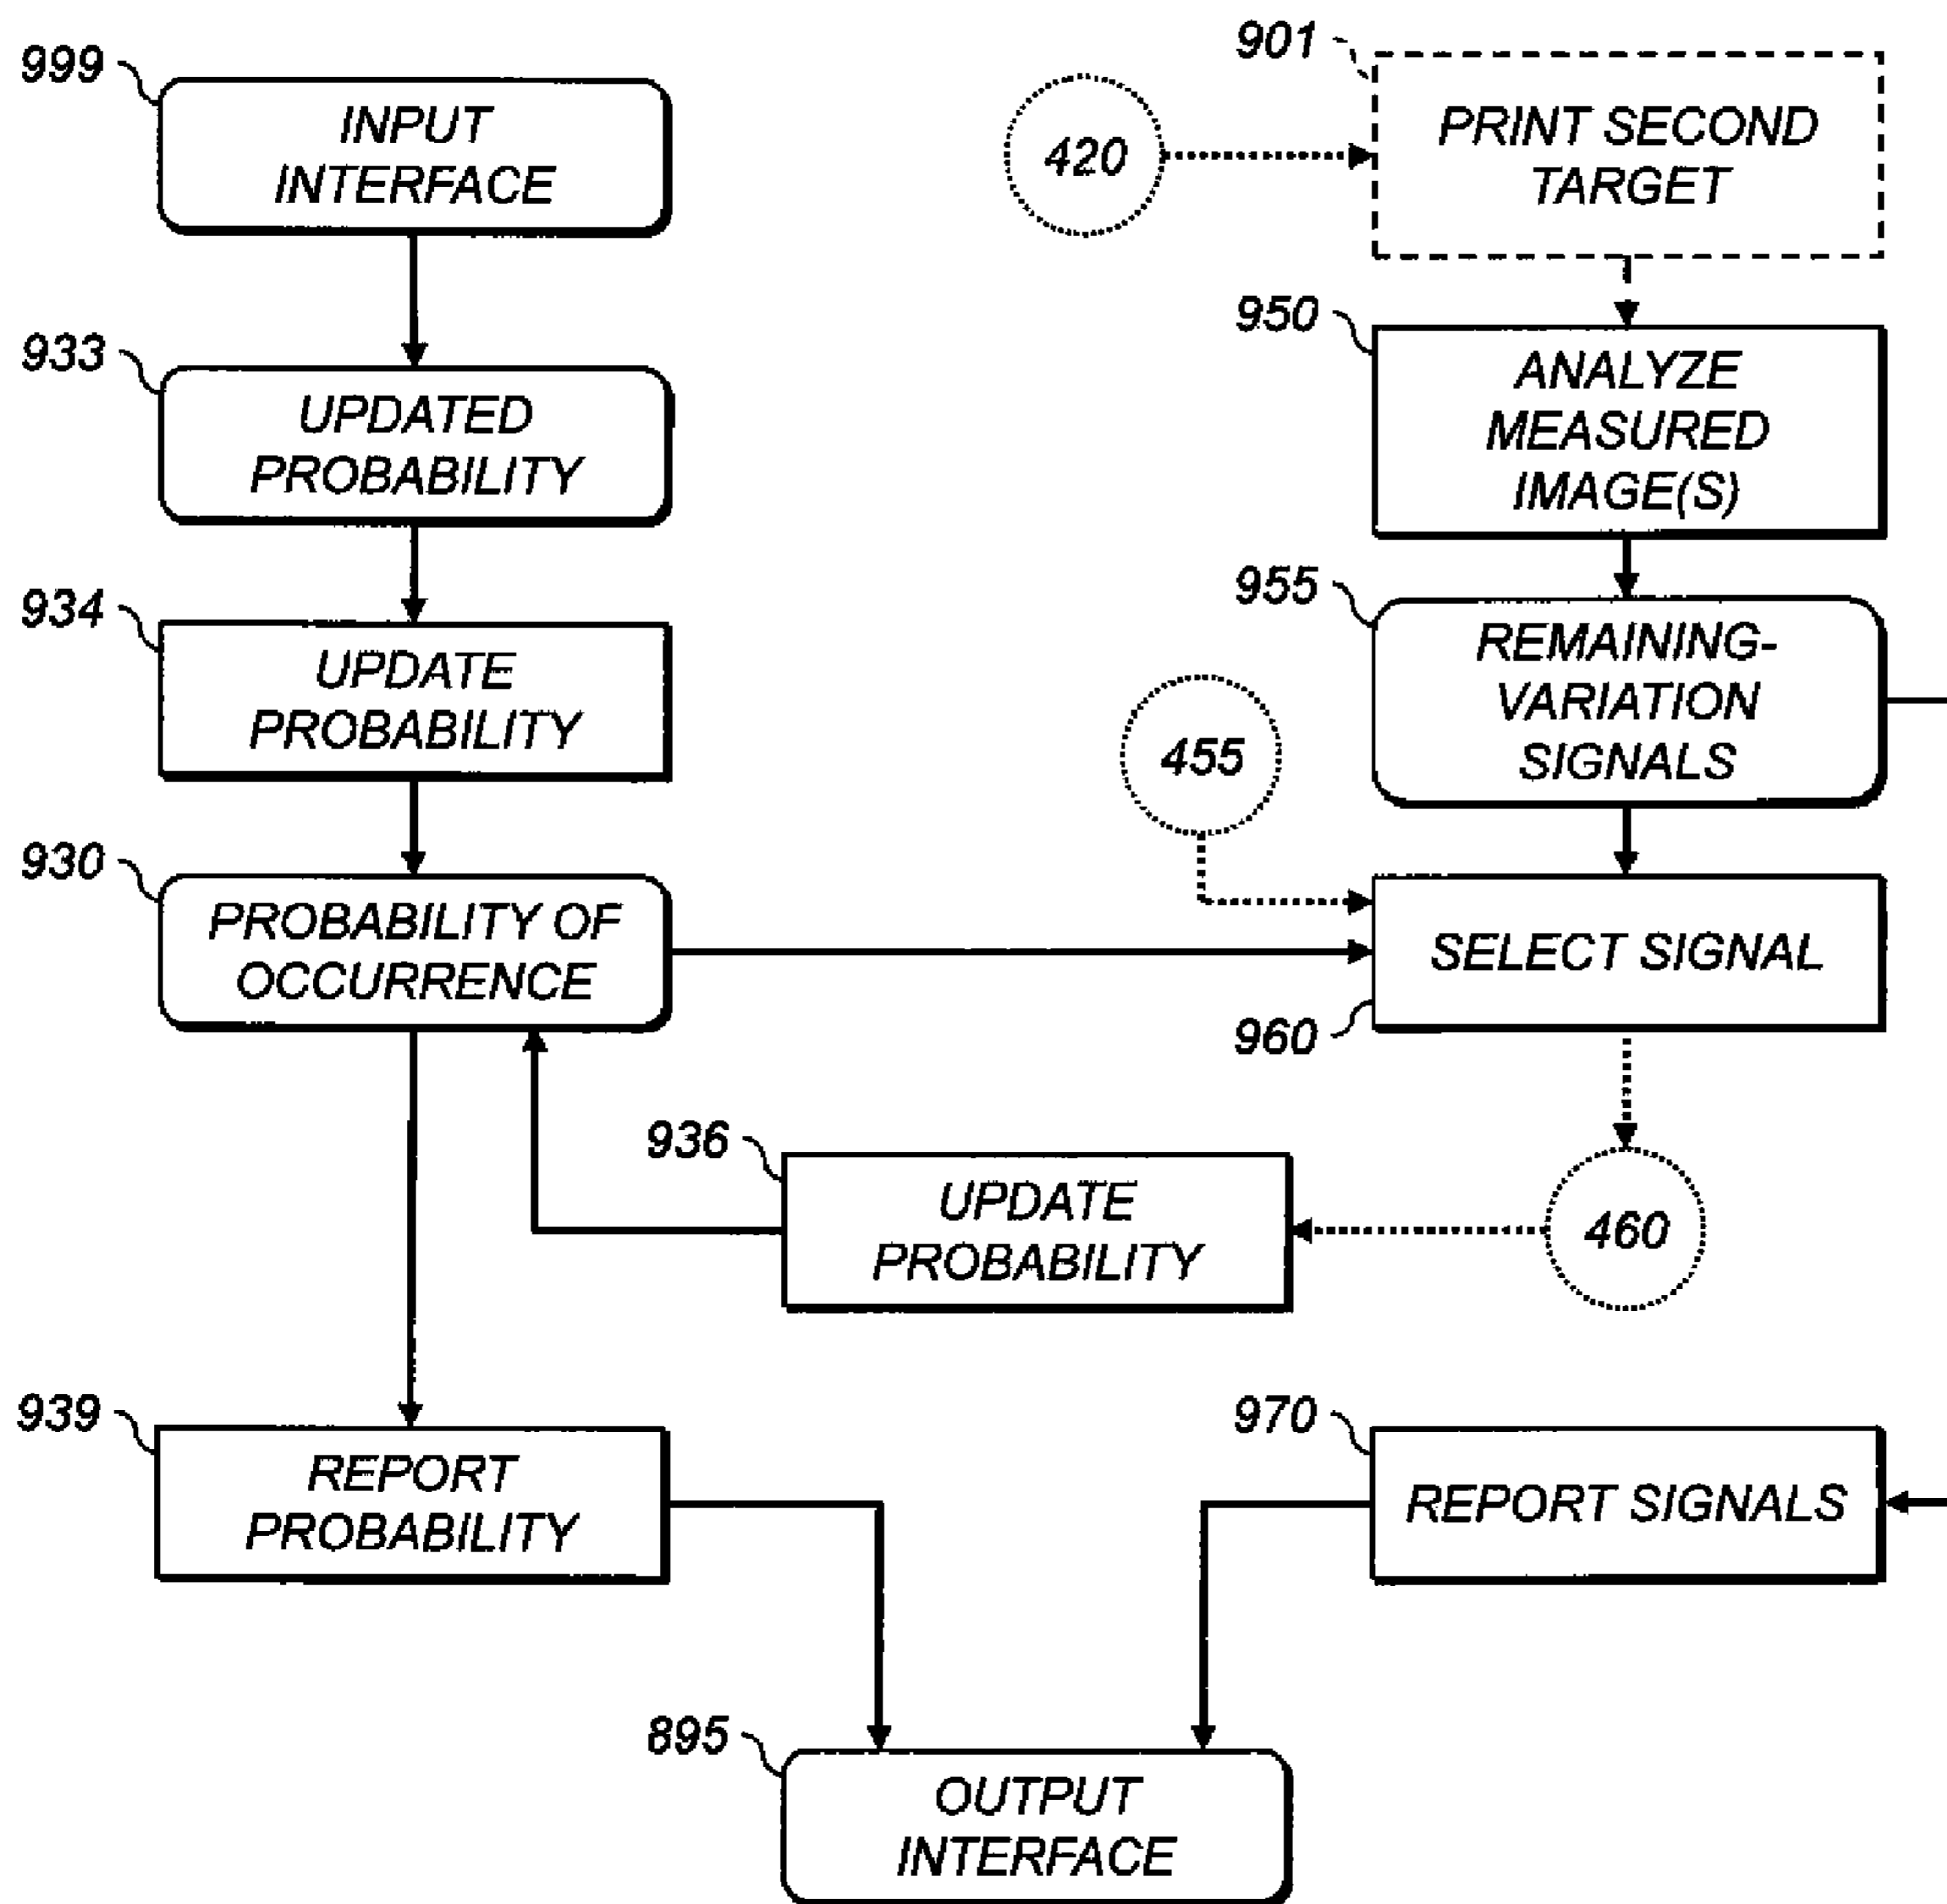 999
INPUT
INTERFACE
420
901
PRINT SECOND
TARGET
933
UPDATED
PROBABILITY
950
ANALYZE
MEASURED
IMAGE(S)
934
UPDATE
PROBABILITY
955
REMAINING-
VARIATION
SIGNALS
455
930
PROBABILITY OF
OCCURRENCE
SELECT SIGNAL
960
936
UPDATE
PROBABILITY
460
939
REPORT
PROBABILITY
970
REPORT SIGNALS
895
OUTPUT
INTERFACE